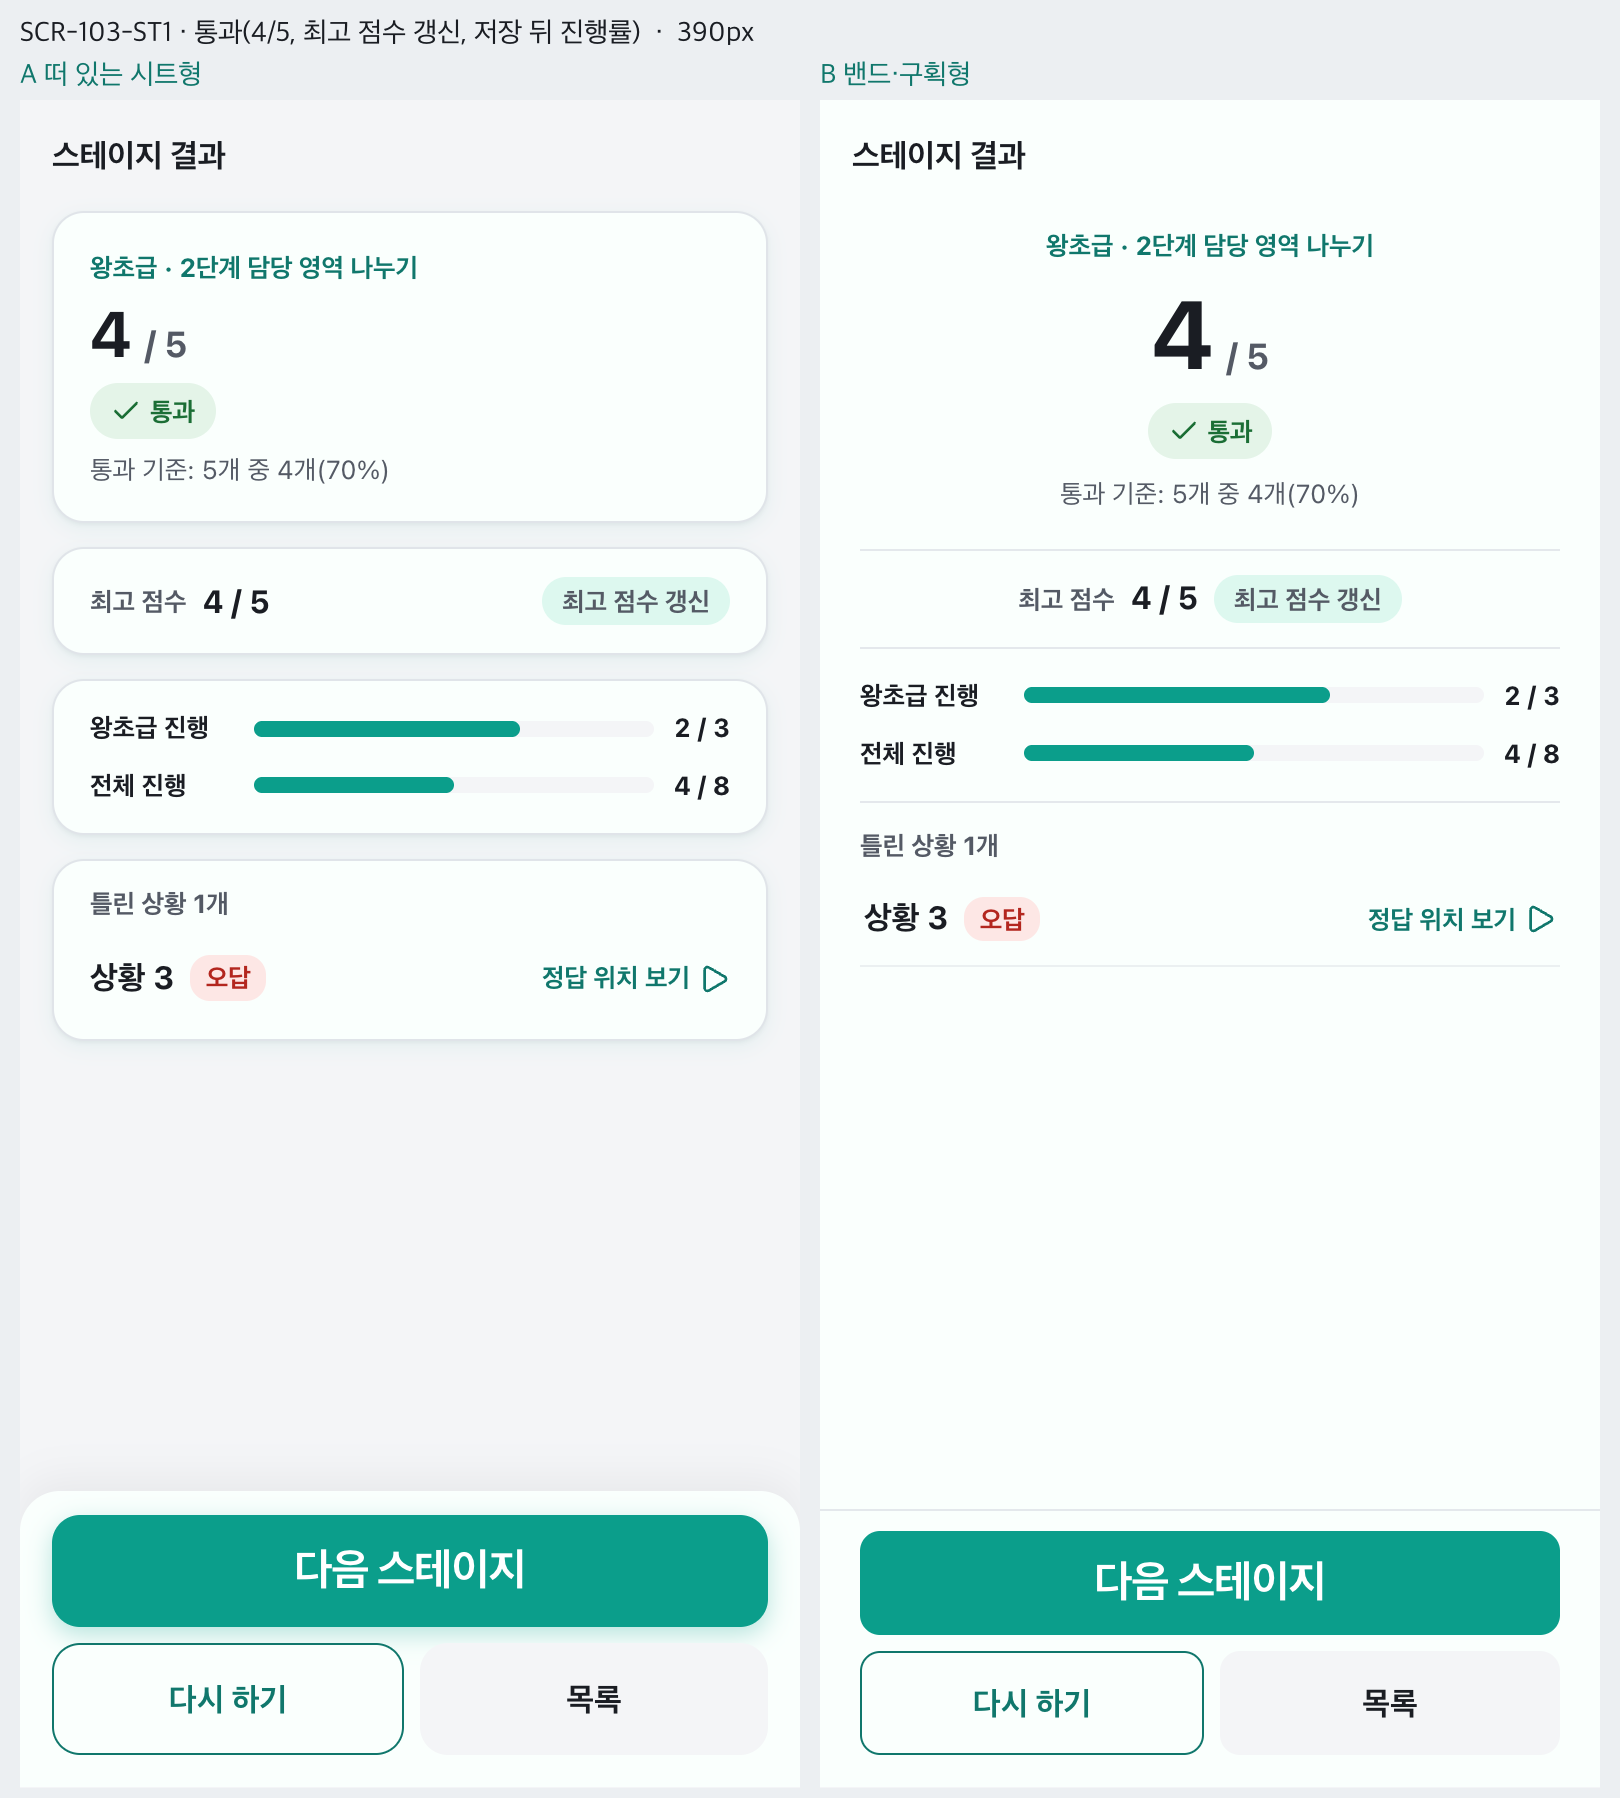 SCR-103-ST1 · 통과(4/5, 최고 점수 갱신, 저장 뒤 진행률) · 390px
A 떠 있는 시트형
스테이지 결과
왕초급 · 2단계 담당 영역 나누기
4 / 5
통과
통과 기준: 5개 중 4개(70%)
최고 점수 4 / 5 최고 점수 갱신
왕초급 진행 2 / 3
전체 진행 4 / 8
틀린 상황 1개
상황 3 오답 정답 위치 보기
다음 스테이지
다시 하기 목록
B 밴드·구획형
스테이지 결과
왕초급 · 2단계 담당 영역 나누기
4 / 5
통과
통과 기준: 5개 중 4개(70%)
최고 점수 4 / 5 최고 점수 갱신
왕초급 진행 2 / 3
전체 진행 4 / 8
틀린 상황 1개
상황 3 오답 정답 위치 보기
다음 스테이지
다시 하기 목록